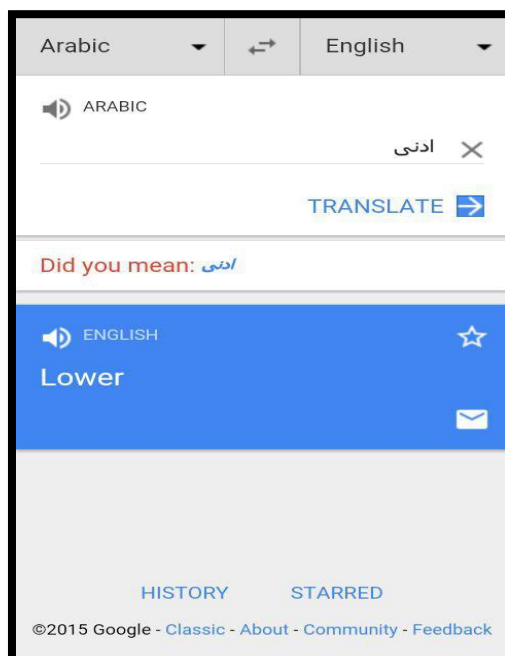 Arabic English
ARABIC
ادنى
TRANSLATE
Did you mean: ادنى
ENGLISH
Lower
HISTORY STARRED
©2015 Google - Classic - About - Community - Feedback